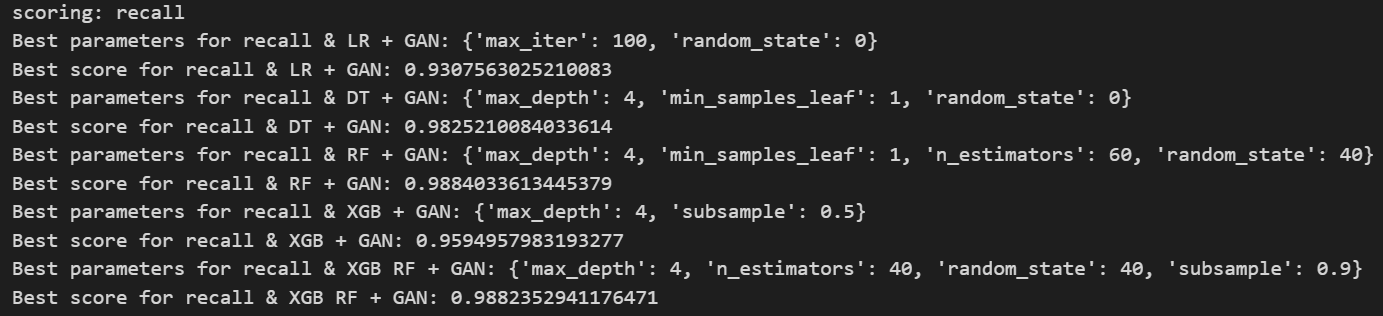 scoring: recall
Best parameters for recall & LR + GAN: {'max_iter': 100, 'random_state': 0}
Best score for recall & LR + GAN: 0.9307563025210083
Best parameters for recall & DT + GAN: {'max_depth': 4, 'min_samples_leaf': 1, 'random_state': 0}
Best score for recall & DT + GAN: 0.9825210084033614
Best parameters for recall & RF + GAN: {'max_depth': 4, 'min_samples_leaf': 1, 'n_estimators': 60, 'random_state': 40}
Best score for recall & RF + GAN: 0.9884033613445379
Best parameters for recall & XGB + GAN: {'max_depth': 4, 'subsample': 0.5}
Best score for recall & XGB + GAN: 0.9594957983193277
Best parameters for recall & XGB RF + GAN: {'max_depth': 4, 'n_estimators': 40, 'random_state': 40, 'subsample': 0.9}
Best score for recall & XGB RF + GAN: 0.9882352941176471